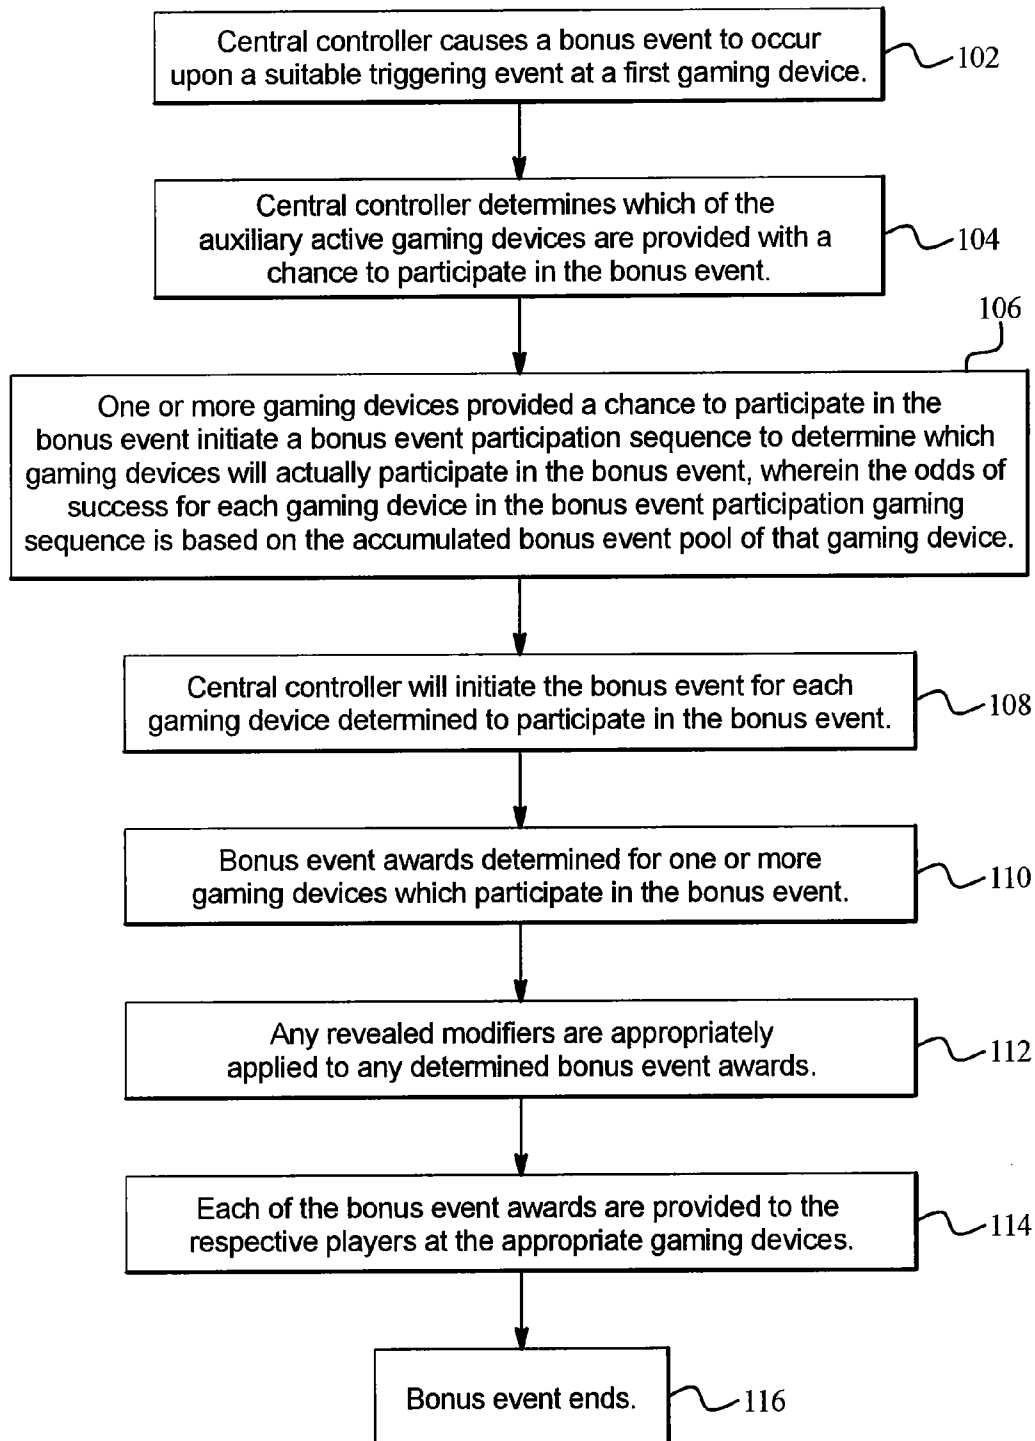 Central controller causes a bonus event to occur
upon a suitable triggering event at a first gaming device.
102
Central controller determines which of the
auxiliary active gaming devices are provided with a
chance to participate in the bonus event.
104
106
One or more gaming devices provided a chance to participate in the
bonus event initiate a bonus event participation sequence to determine which
gaming devices will actually participate in the bonus event, wherein the odds of
success for each gaming device in the bonus event participation gaming
sequence is based on the accumulated bonus event pool of that gaming device.
Central controller will initiate the bonus event for each
gaming device determined to participate in the bonus event.
108
Bonus event awards determined for one or more
gaming devices which participate in the bonus event.
110
Any revealed modifiers are appropriately
applied to any determined bonus event awards.
112
Each of the bonus event awards are provided to the
respective players at the appropriate gaming devices.
114
Bonus event ends.
116